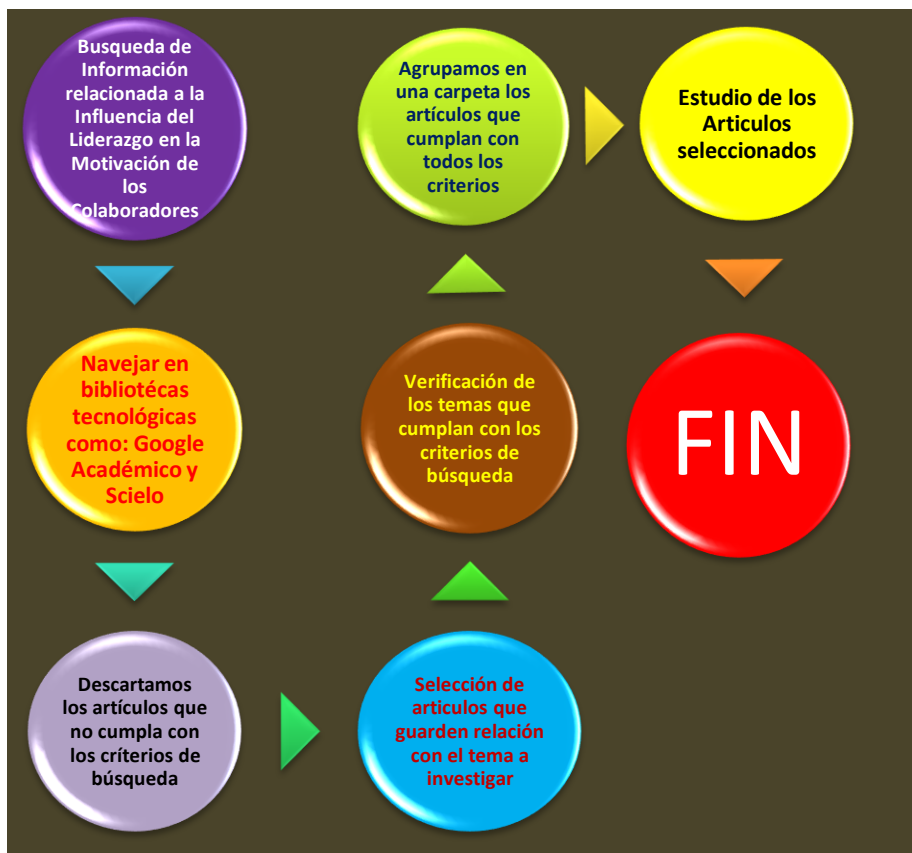 Busqueda de
Información
relacionada a la
Influencia del
Liderazgo en la
Motivación de
los
Colaboradores
Navejar en
bibliotécas
tecnológicas
como: Google
Académico y
Scielo
Descartamos
los artículos que
no cumpla con
los críterios de
búsqueda
Selección de
articulos que
guarden relación
con el tema a
investigar
Verificación de
los temas que
cumplan con los
criterios de
búsqueda
Agrupamos en
una carpeta los
artículos que
cumplan con
todos los
criterios
Estudio de los
Articulos
seleccionados
FIN